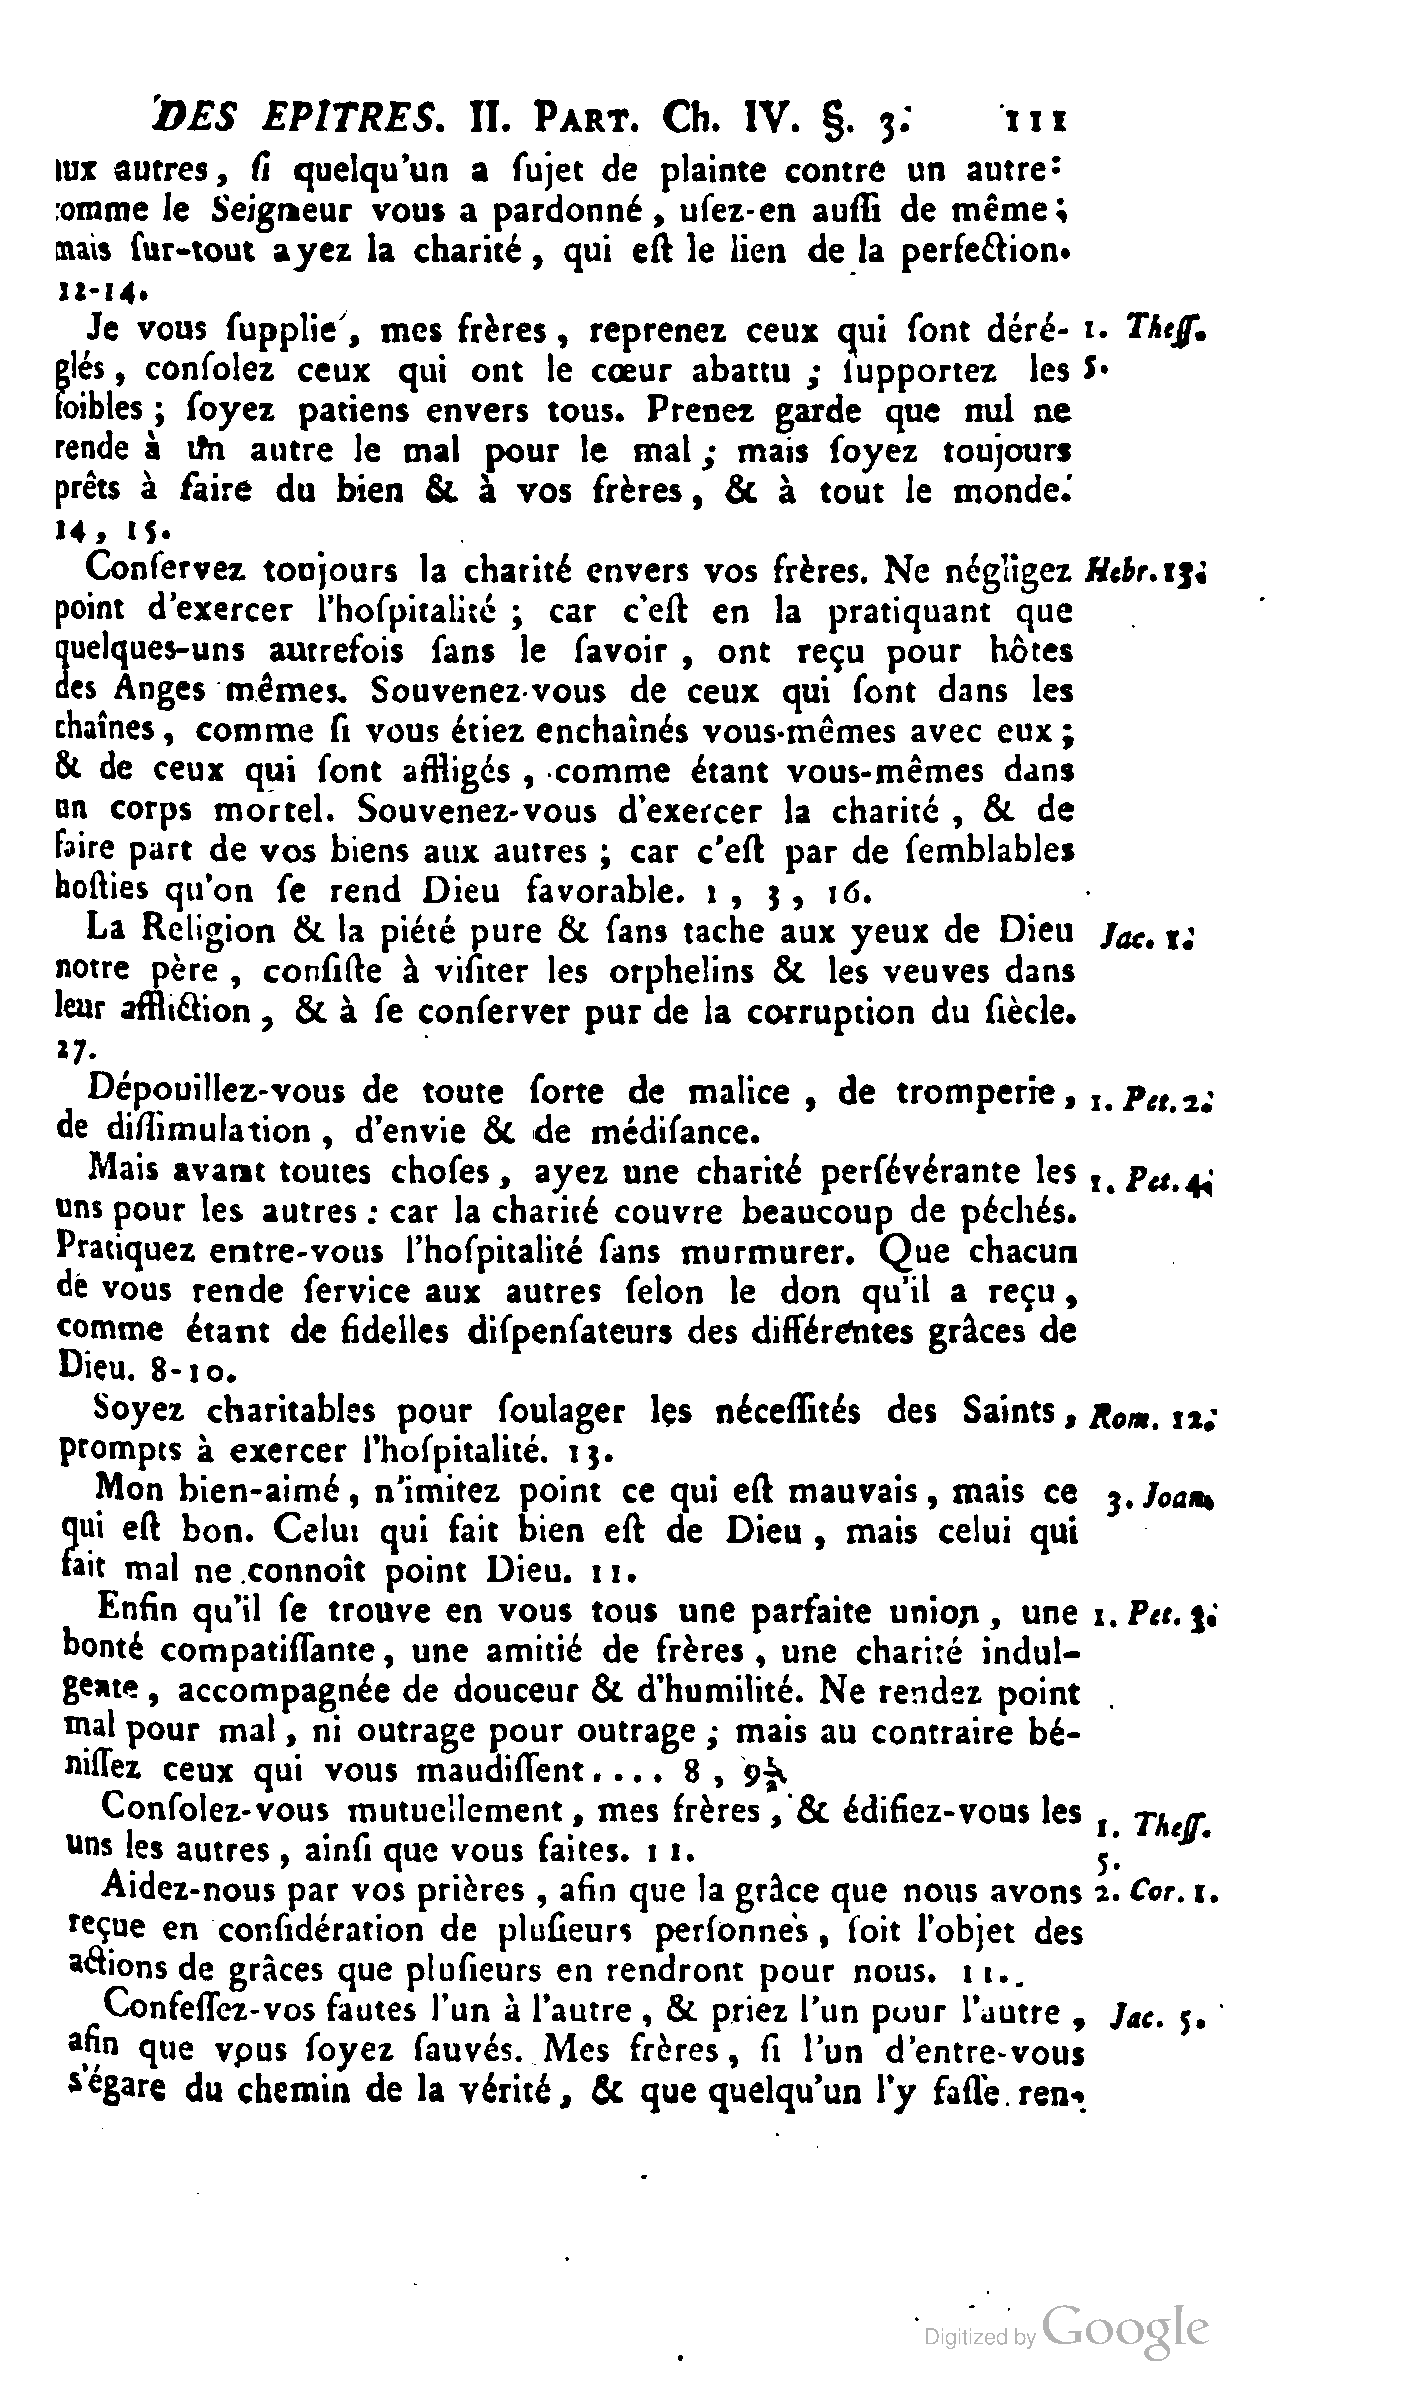 DES EPITRES. II. PART. Ch. IV. §. 3. 111
aux autres, ſi quelqu'un a ſujet de plainte contre un autre:
comme le Seigneur vous a pardonné, uſez-en auſſi de même;
mais ſur-tout ayez la charité, qui eſt le lien de la perfection.
12-14.
Je vous ſupplie, mes frères, reprenez ceux qui ſont déré- 1. Theſſ.
glés, conſolez ceux qui ont le cœur abattu; ſupportez les 5.
foibles; ſoyez patiens envers tous. Prenez garde que nul ne
rende à un autre le mal pour le mal; mais ſoyez toujours
prêts à faire du bien & à vos frères, & à tout le monde.
14, 15.
Conſervez toujours la charité envers vos frères. Ne négligez Hebr. 13.
point d'exercer l'hoſpitalité; car c'eſt en la pratiquant que
quelques-uns autrefois ſans le ſavoir, ont reçu pour hôtes
des Anges mêmes. Souvenez-vous de ceux qui ſont dans les
chaînes, comme ſi vous étiez enchaînés vous-mêmes avec eux;
& de ceux qui ſont affligés, comme étant vous-mêmes dans
un corps mortel. Souvenez-vous d'exercer la charité, & de
faire part de vos biens aux autres; car c'eſt par de ſemblables
hoſties qu'on ſe rend Dieu favorable. 1, 3, 16.
La Religion & la piété pure & ſans tache aux yeux de Dieu Jac. 1.
notre père, conſiſte à viſiter les orphelins & les veuves dans
leur affliction, & à ſe conſerver pur de la corruption du ſiècle.
27.
Dépouillez-vous de toute ſorte de malice, de tromperie, 1. Pet. 2.
de diſſimulation, d'envie & de médiſance.
Mais avant toutes choſes, ayez une charité perſévérante les 1. Pet. 4.
uns pour les autres: car la charité couvre beaucoup de péchés.
Pratiquez entre-vous l'hoſpitalité ſans murmurer. Que chacun
de vous rende ſervice aux autres ſelon le don qu'il a reçu,
comme étant de fidelles diſpenſateurs des différentes grâces de
Dieu. 8-10.
Soyez charitables pour ſoulager les néceſſités des Saints, Rom. 12.
prompts à exercer l'hoſpitalité. 13.
Mon bien-aimé, n'imitez point ce qui eſt mauvais, mais ce 3. Joan.
qui eſt bon. Celui qui fait bien eſt de Dieu, mais celui qui
fait mal ne connoît point Dieu. 11.
Enfin qu'il ſe trouve en vous tous une parfaite union, une 1. Pet. 3.
bonté compatiſſante, une amitié de frères, une charité indul-
gente, accompagnée de douceur & d'humilité. Ne rendez point
mal pour mal, ni outrage pour outrage; mais au contraire bé-
niſſez ceux qui vous maudiſſent.... 8, 9.
Conſolez-vous mutuellement, mes frères, & édifiez-vous les 1. Theſſ.
uns les autres, ainſi que vous faites. 11. 5.
Aidez-nous par vos prières, afin que la grâce que nous avons 2. Cor. 1.
reçue en conſidération de pluſieurs perſonnes, ſoit l'objet des
actions de grâces que pluſieurs en rendront pour nous. 11.
Confeſſez-vos fautes l'un à l'autre, & priez l'un pour l'autre, Jac. 5.
afin que vous ſoyez ſauvés. Mes frères, ſi l'un d'entre-vous
s'égare du chemin de la vérité, & que quelqu'un l'y faſſe ren-
Digitized by Google